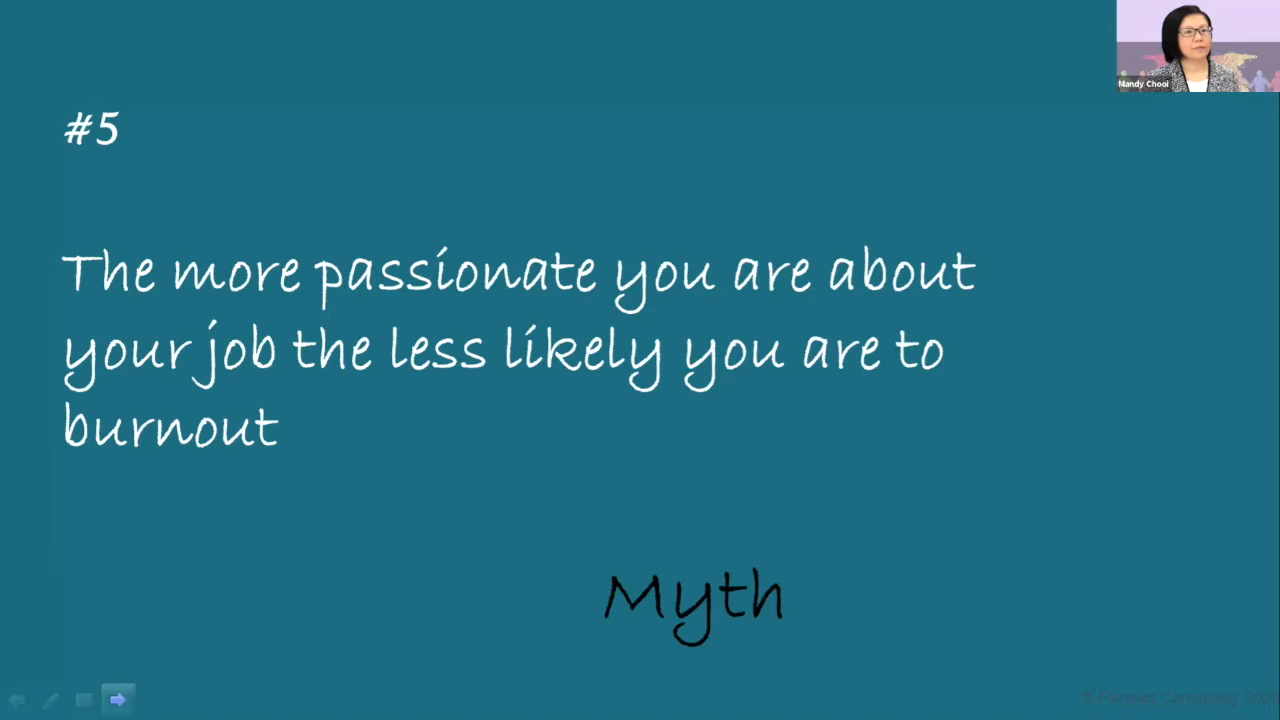 Mandy Chooi
#5
The more passionate you are about
your job the less likely you are to
burnout
Myth
Consulting